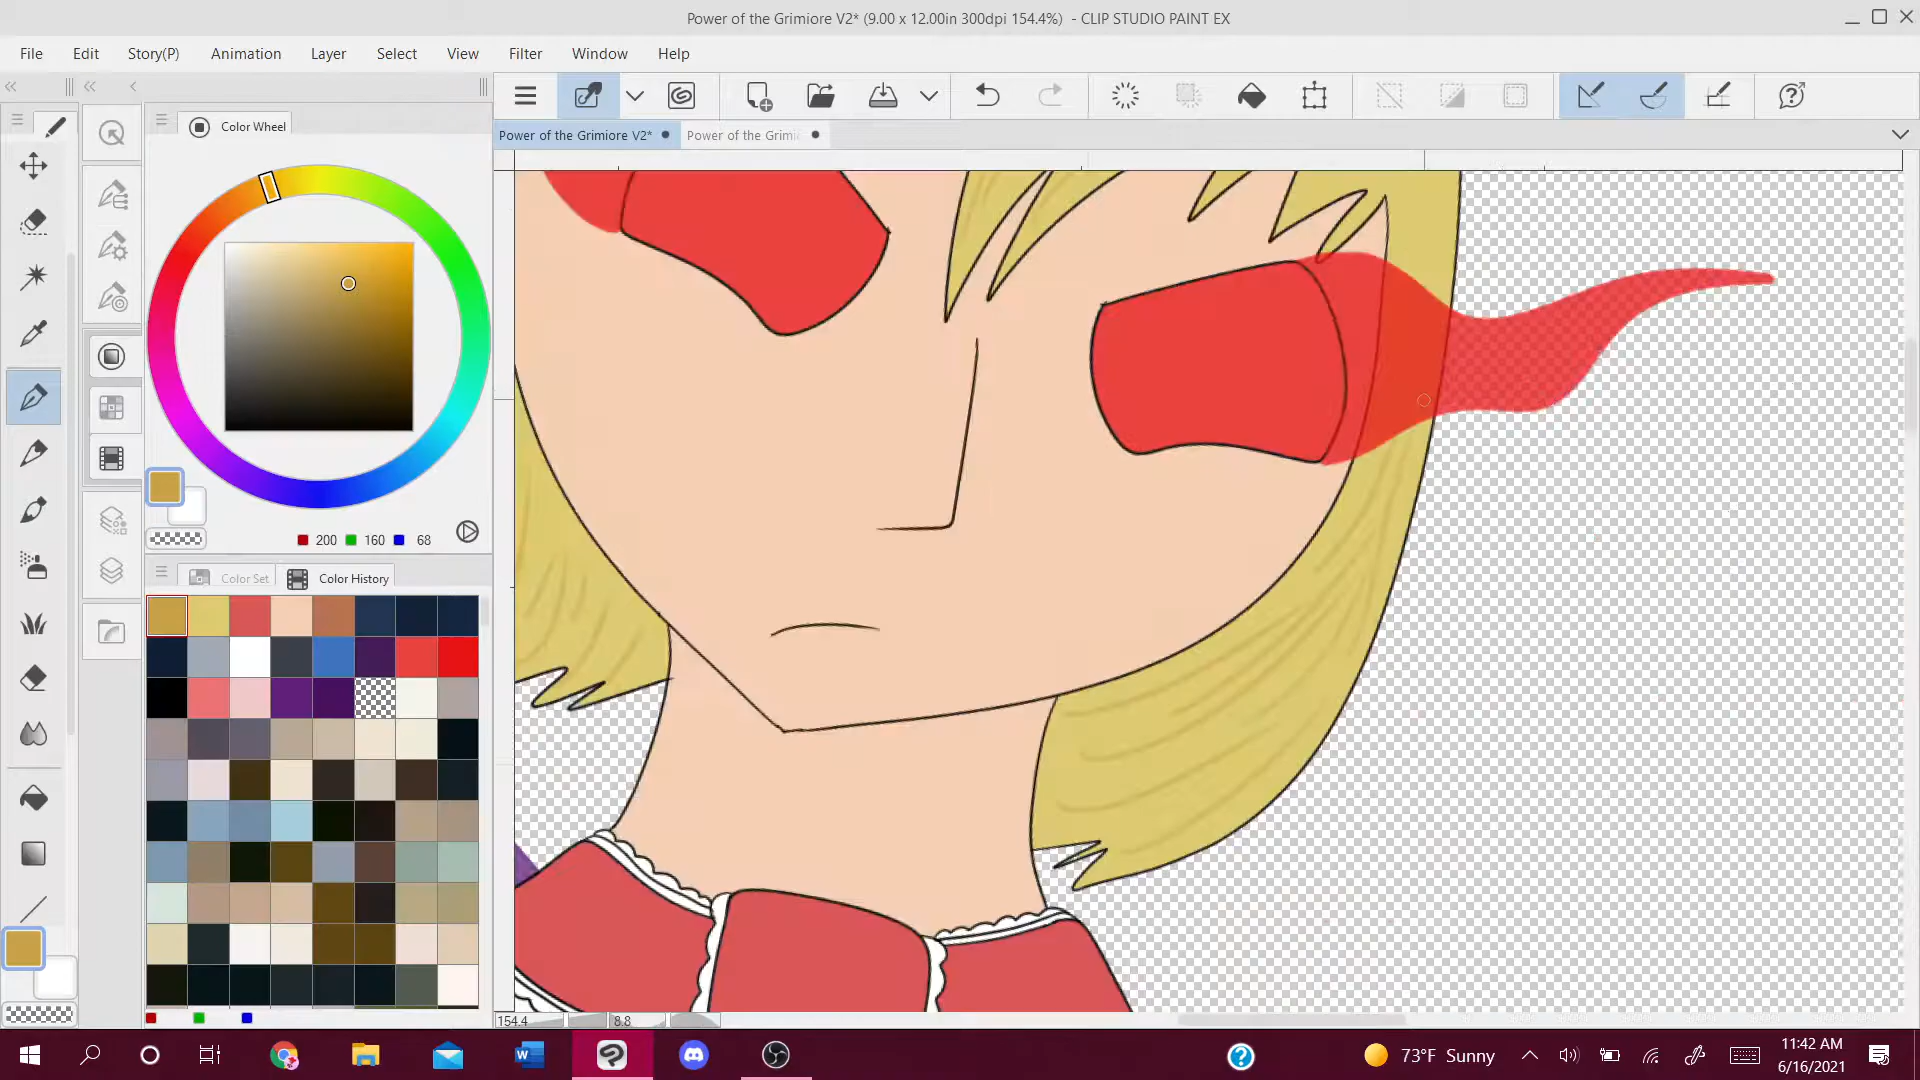 Power of the Grimiore V2* (9.00 x 12.00in 300dpi 154.4%) - CLIP STUDIO PAINT EX
File Edit Story(P) Animation Layer Select View Filter Window Help
Color Wheel
Power of the Grimiore V2* Power of the Grimi
200 160 68
Color Set Color History
154.4 8.8
73°F Sunny
11:42 AM
6/16/2021